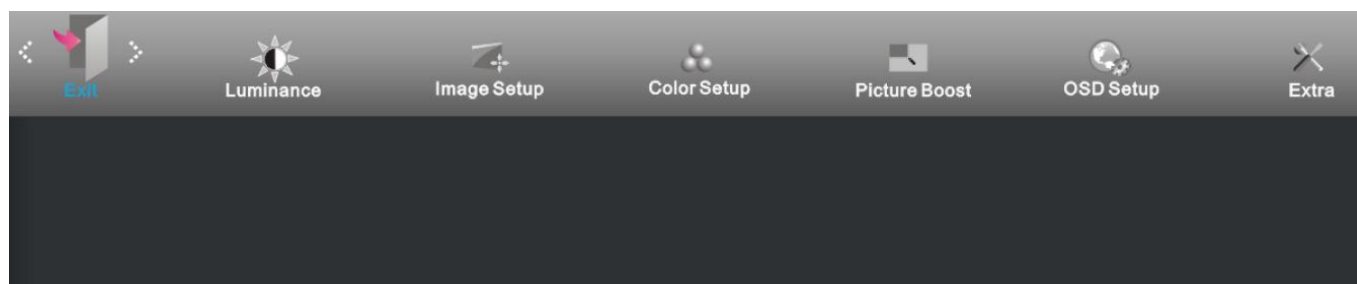 Exit
Luminance
Image Setup
Color Setup
Picture Boost
OSD Setup
Extra